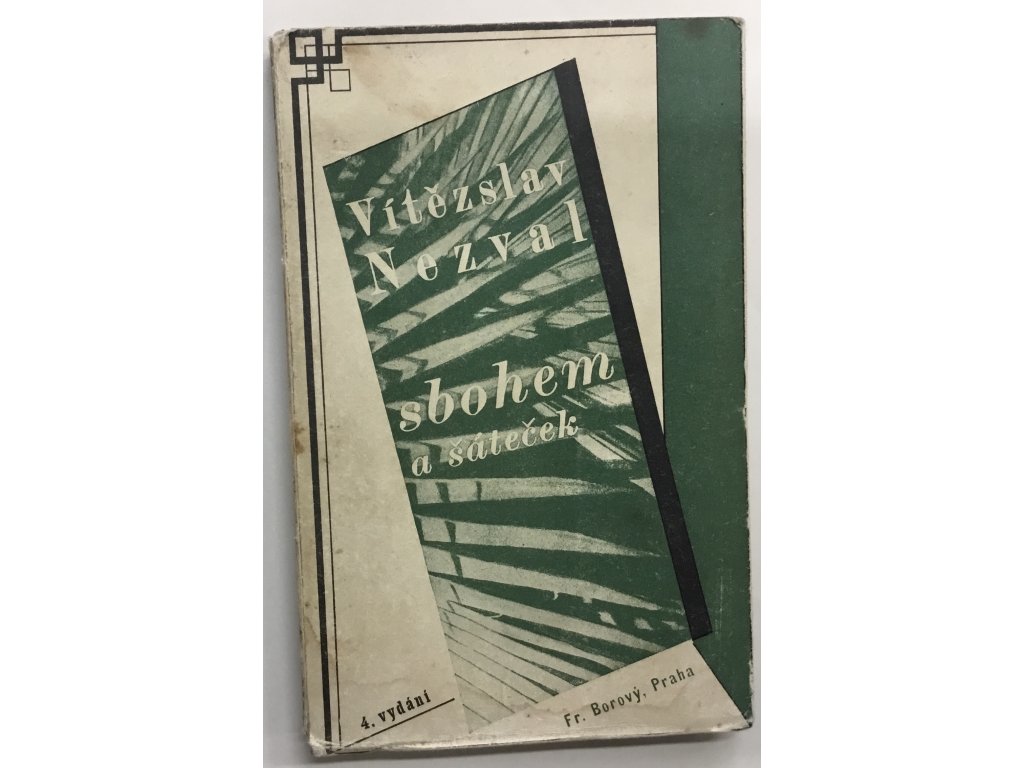 Vítězslav
Nezval
sbohem
a šáteček
4. vydání
Fr. Borový, Praha